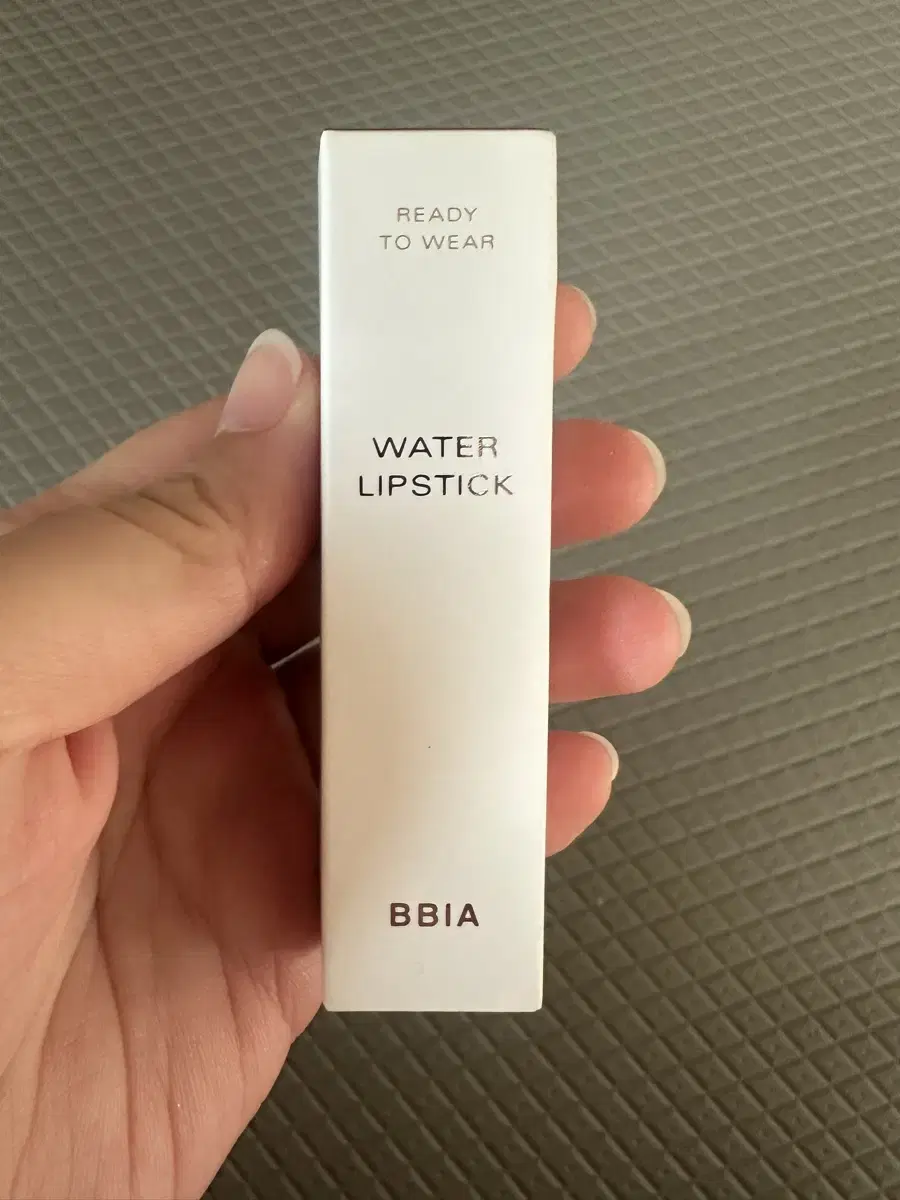 READY
TO WEAR
WATER
LIPSTICK
BBIA